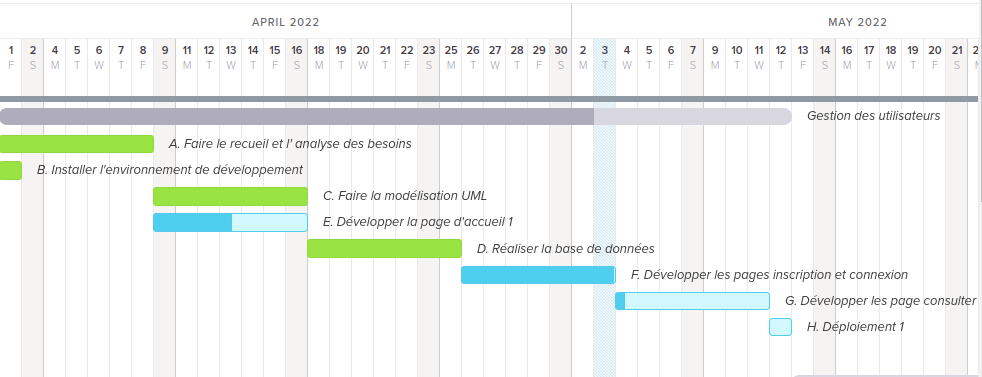 APRIL 2022 MAY 2022
1 2 4 5 6 7 8 9 11 12 13 14 15 16 18 19 20 21 22 23 25 26 27 28 29 30 2 3 4 5 6 7 9 10 11 12 13 14 16 17 18 19 20 21 2
F S M T W T F S M T W T F S M T W T F S M T W T F S M T W T F S M T W T F S M T W T F S
Gestion des utilisateurs
A. Faire le recueil et l' analyse des besoins
B. Installer l'environnement de développement
C. Faire la modélisation UML
E. Développer la page d'accueil 1
D. Réaliser la base de données
F. Développer les pages inscription et connexion
G. Développer les page consulter
H. Déploiement 1